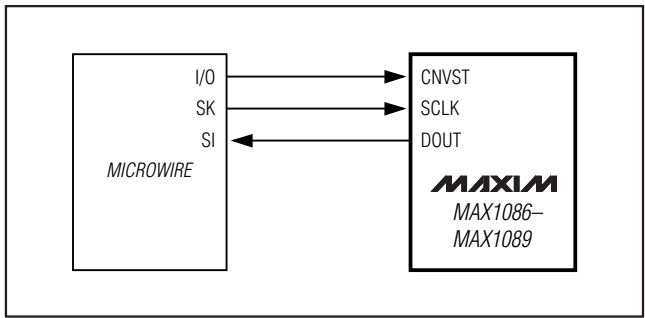 I/O
SK
SI
MICROWIRE
CNVST
SCLK
DOUT
MAXIM
MAX1086–
MAX1089